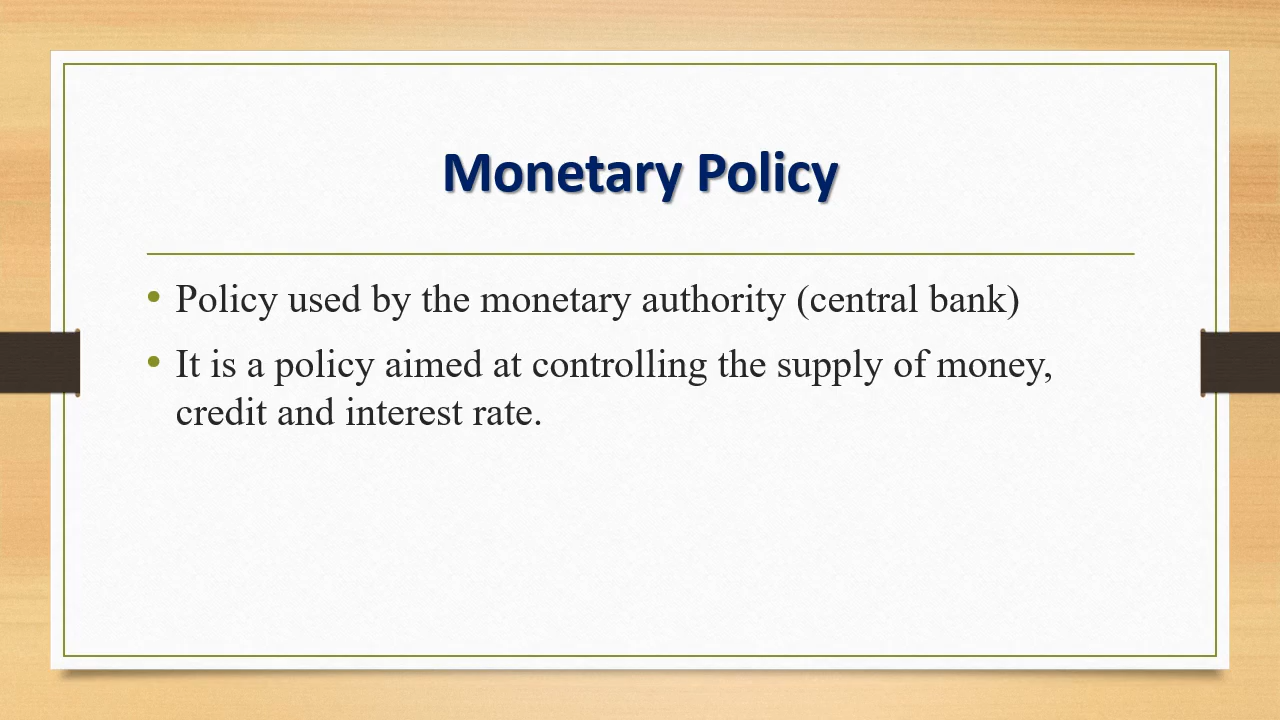 Monetary Policy
• Policy used by the monetary authority (central bank)
• It is a policy aimed at controlling the supply of money,
credit and interest rate.